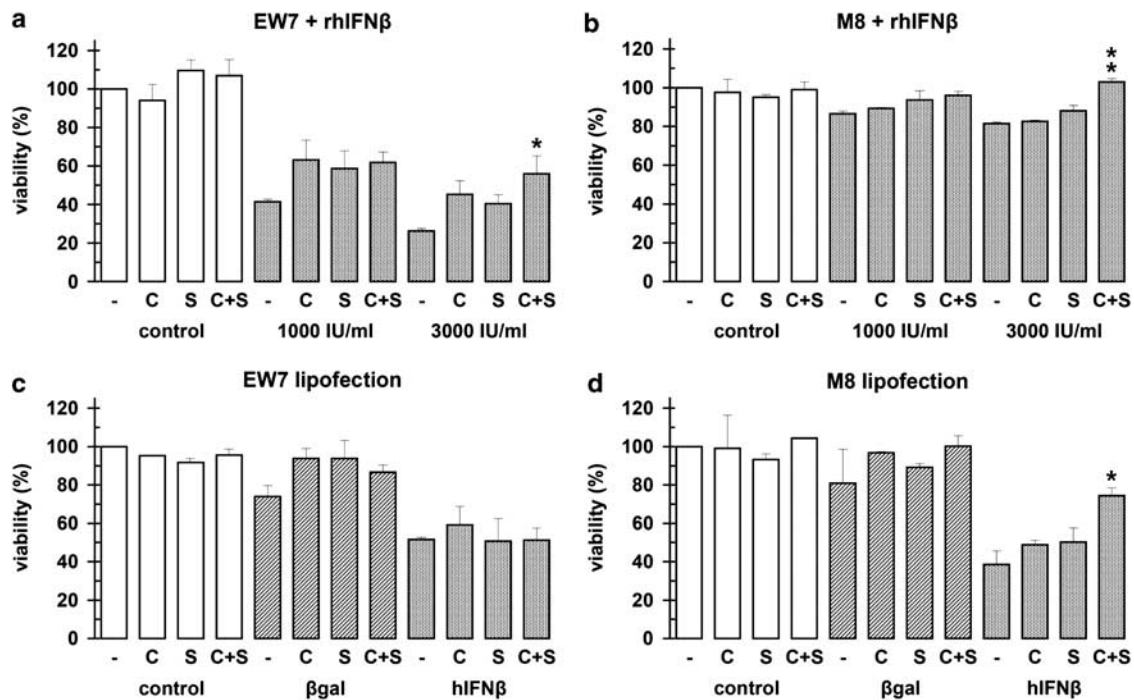 a
EW7 + rhIFNβ
viability (%)
120
100
80
60
40
20
0
*
- C S C+S - C S C+S - C S C+S
control 1000 IU/ml 3000 IU/ml
b
M8 + rhIFNβ
viability (%)
120
100
80
60
40
20
0
*
*
- C S C+S - C S C+S - C S C+S
control 1000 IU/ml 3000 IU/ml
c
EW7 lipofection
viability (%)
120
100
80
60
40
20
0
- C S C+S - C S C+S - C S C+S
control βgal hIFNβ
d
M8 lipofection
viability (%)
120
100
80
60
40
20
0
*
- C S C+S - C S C+S - C S C+S
control βgal hIFNβ